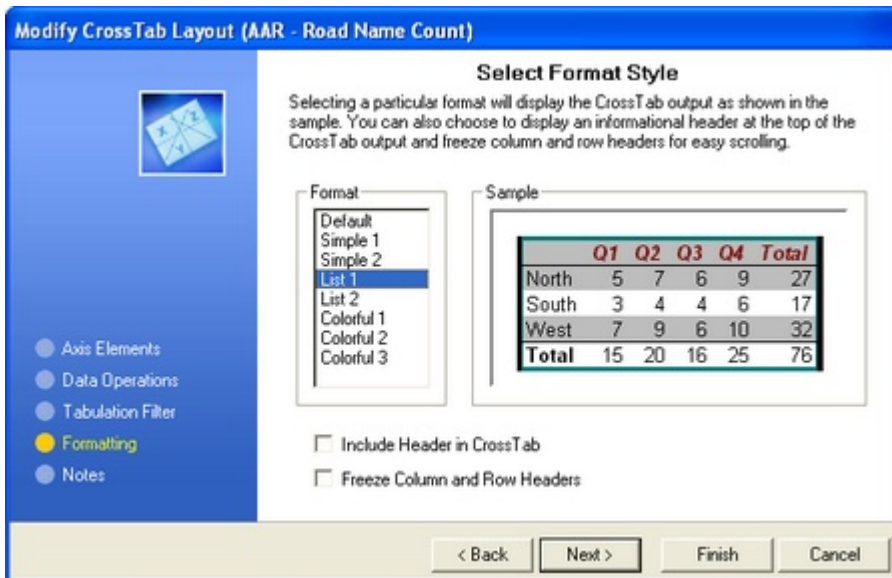 Modify CrossTab Layout (AAR - Road Name Count)
Select Format Style
Selecting a particular format will display the CrossTab output as shown in the
sample. You can also choose to display an informational header at the top of the
CrossTab output and freeze column and row headers for easy scrolling.
X
Z
Y
Axis Elements
Data Operations
Tabulation Filter
Formatting
Notes
Format
Default
Simple 1
Simple 2
List 1
List 2
Colorful 1
Colorful 2
Colorful 3
Sample
Q1 Q2 Q3 Q4 Total
North 5 7 6 9 27
South 3 4 4 6 17
West 7 9 6 10 32
Total 15 20 16 25 76
Include Header in CrossTab
Freeze Column and Row Headers
< Back Next > Finish Cancel